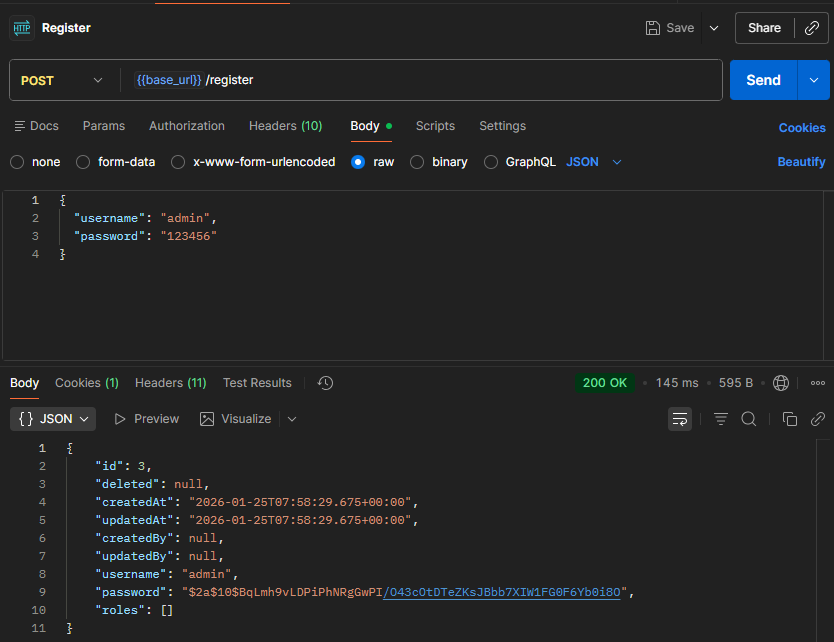 HTTP Register Save Share
POST {{base_url}} /register Send
Docs Params Authorization Headers (10) Body Scripts Settings Cookies
none form-data x-www-form-urlencoded raw binary GraphQL JSON Beautify
1 {
2 "username": "admin",
3 "password": "123456"
4 }
Body Cookies (1) Headers (11) Test Results 200 OK 145 ms 595 B
{} JSON Preview Visualize
1 {
2 "id": 3,
3 "deleted": null,
4 "createdAt": "2026-01-25T07:58:29.675+00:00",
5 "updatedAt": "2026-01-25T07:58:29.675+00:00",
6 "createdBy": null,
7 "updatedBy": null,
8 "username": "admin",
9 "password": "$2a$10$BqLmh9vLDPiPhNRgGwPI/O43cOtDTeZKsJBbb7XIW1FG0F6Yb0i8O",
10 "roles": []
11 }